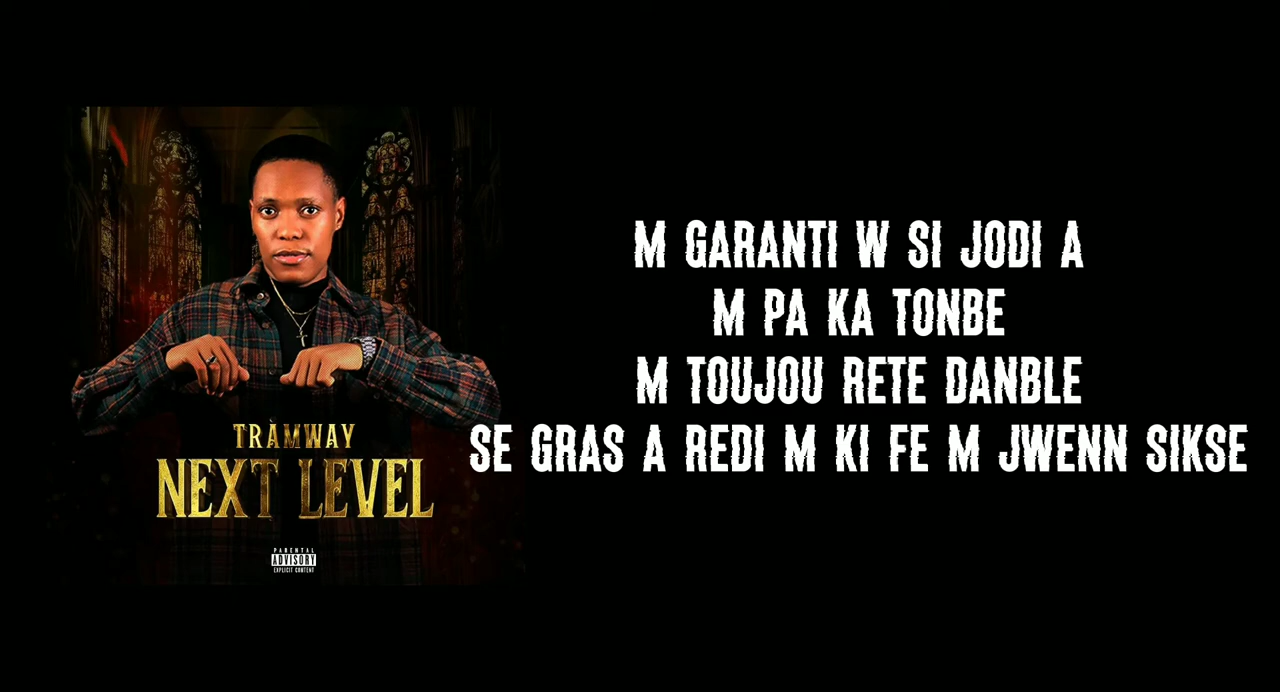 TRÀMWAY
NEXT LEVEL
PARENTAL
ADVISORY
EXPLICIT CONTENT
M GARANTI W SI JODI A
M PA KA TONBE
M TOUJOU RETE DANBLE
SE GRAS A REDI M KI FE M JWENN SIKSE